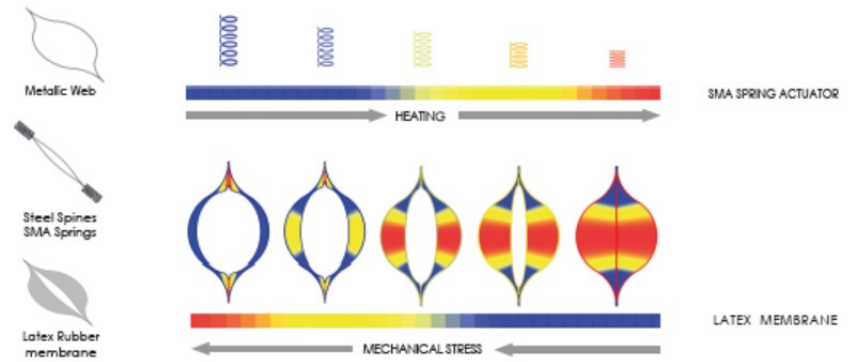 Metallic Web
SMA SPRING ACTUATOR
HEATING
Steel Spines
SMA Springs
Latex Rubber
membrane
LATEX MEMBRANE
MECHANICAL STRESS